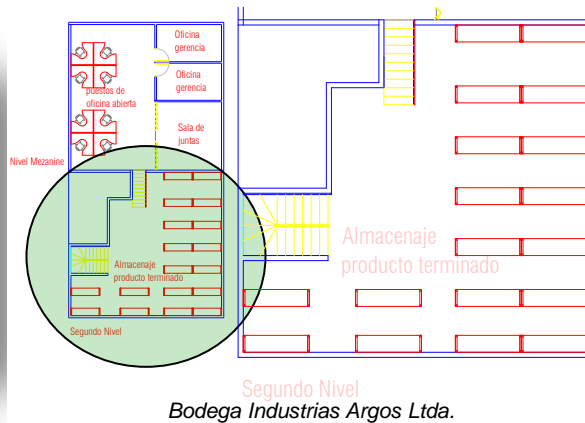 Oficina
gerencia
Oficina
gerencia
puestos de
oficina abierta
Sala de
juntas
Nivel Mezanine
Almacenaje
producto terminado
Segundo Nivel
Almacenaje
producto terminado
Segundo Nivel
Bodega Industrias Argos Ltda.